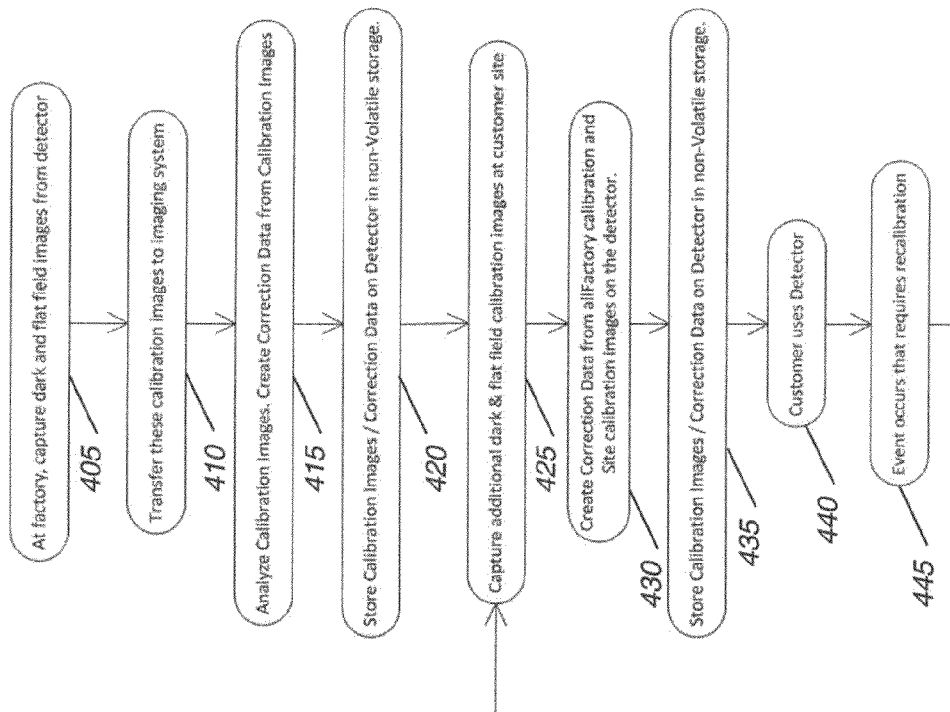 At factory, capture dark and flat field images from detector
405
Transfer these calibration images to imaging system
410
Analyze Calibration Images. Create Correction Data from Calibration Images
415
Store Calibration Images / Correction Data on Detector in non-Volatile storage.
420
Capture additional dark & flat field calibration images at customer site
425
Create Correction Data from allFactory calibration and
Site calibration images on the detector.
430
Store Calibration Images / Correction Data on Detector in non-Volatile storage.
435
Customer uses Detector
440
Event occurs that requires recalibration
445